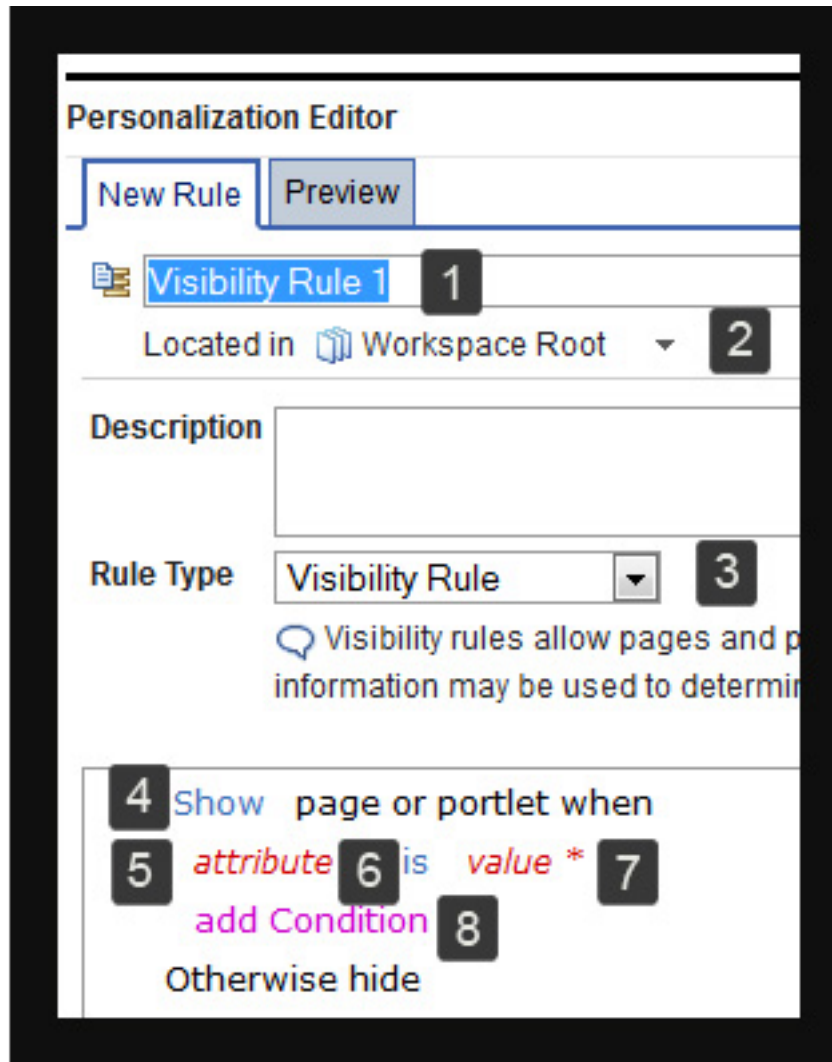 Personalization Editor
New Rule Preview
Visibility Rule 1 1
Located in Workspace Root 2
Description
Rule Type Visibility Rule 3
Visibility rules allow pages and p
information may be used to determin
4 Show page or portlet when
5 attribute 6 is value * 7
add Condition 8
Otherwise hide